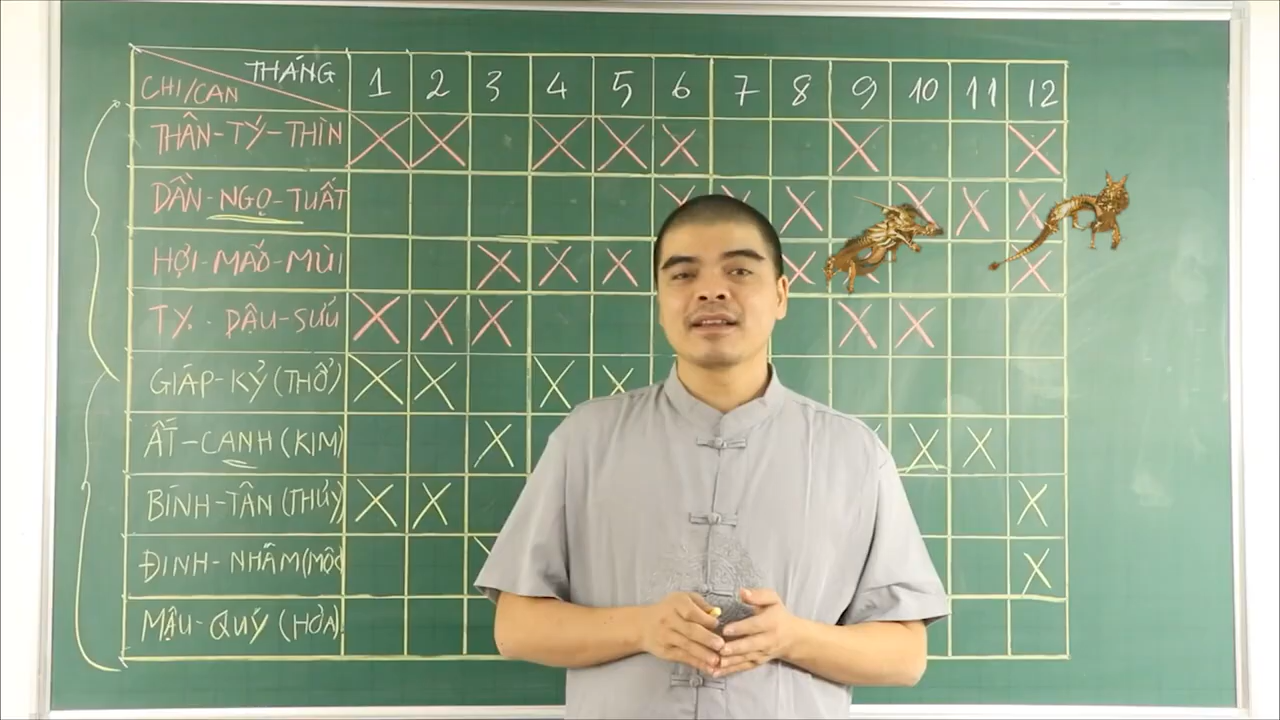 THÁNG 1 2 3 4 5 6 7 8 9 10 11 12
CHI/CAN
THÂN-TÝ-THÌN X X X X X X X
DẦN-NGỌ-TUẤT X X X X X X
HỢI-MÃO-MÙI X X X X X
TỴ-DẬU-SỬU X X X X X
GIÁP-KỶ (THỔ) X X X X
ẤT-CANH (KIM) X X X
BÍNH-TÂN (THỦY) X X X
ĐINH-NHÂM (MỘC X
MẬU-QUÝ (HỎA)